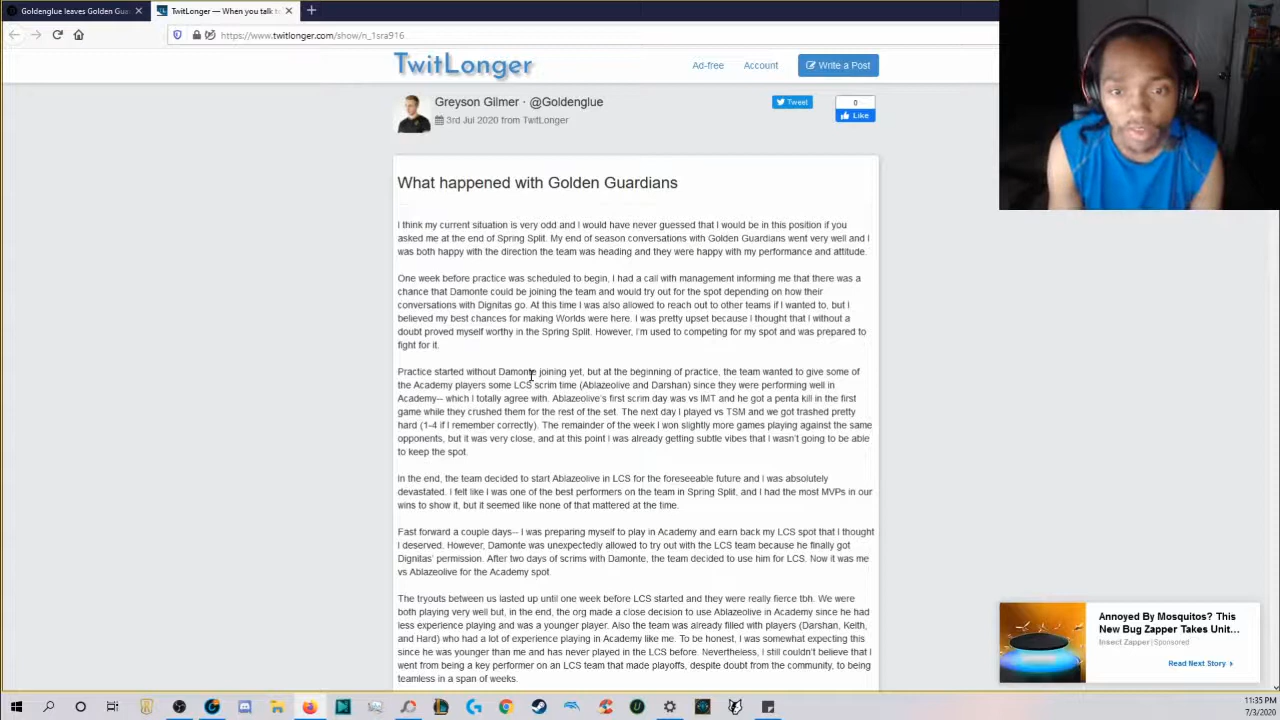 Goldenglue leaves Golden Gua
TwitLonger — When you talk t
https://www.twitlonger.com/show/n_1sra916
TwitLonger
Ad-free
Account
Write a Post
Greyson Gilmer · @Goldenglue
3rd Jul 2020 from TwitLonger
Tweet
0
Like
What happened with Golden Guardians
I think my current situation is very odd and I would have never guessed that I would be in this position if you
asked me at the end of Spring Split. My end of season conversations with Golden Guardians went very well and I
was both happy with the direction the team was heading and they were happy with my performance and attitude.
One week before practice was scheduled to begin, I had a call with management informing me that there was a
chance that Damonte could be joining the team and would try out for the spot depending on how their
conversations with Dignitas go. At this time I was also allowed to reach out to other teams if I wanted to, but I
believed my best chances for making Worlds were here. I was pretty upset because I thought that I without a
doubt proved myself worthy in the Spring Split. However, I'm used to competing for my spot and was prepared to
fight for it.
Practice started without Damonte joining yet, but at the beginning of practice, the team wanted to give some of
the Academy players some LCS scrim time (Ablazeolive and Darshan) since they were performing well in
Academy-- which I totally agree with. Ablazeolive's first scrim day was vs IMT and he got a penta kill in the first
game while they crushed them for the rest of the set. The next day I played vs TSM and we got trashed pretty
hard (1-4 if I remember correctly). The remainder of the week I won slightly more games playing against the same
opponents, but it was very close, and at this point I was already getting subtle vibes that I wasn't going to be able
to keep the spot.
In the end, the team decided to start Ablazeolive in LCS for the foreseeable future and I was absolutely
devastated. I felt like I was one of the best performers on the team in Spring Split, and I had the most MVPs in our
wins to show it, but it seemed like none of that mattered at the time.
Fast forward a couple days-- I was preparing myself to play in Academy and earn back my LCS spot that I thought
I deserved. However, Damonte was unexpectedly allowed to try out with the LCS team because he finally got
Dignitas' permission. After two days of scrims with Damonte, the team decided to use him for LCS. Now it was me
vs Ablazeolive for the Academy spot.
The tryouts between us lasted up until one week before LCS started and they were really fierce tbh. We were
both playing very well but, in the end, the org made a close decision to use Ablazeolive in Academy since he had
less experience playing and was a younger player. Also the team was already filled with players (Darshan, Keith,
and Hard) who had a lot of experience playing in Academy like me. To be honest, I was somewhat expecting this
since he was younger than me and has never played in the LCS before. Nevertheless, I still couldn't believe that I
went from being a key performer on an LCS team that made playoffs, despite doubt from the community, to being
teamless in a span of weeks.
Annoyed By Mosquitos? This
New Bug Zapper Takes Unit...
Insect Zapper | Sponsored
Read Next Story
11:35 PM
7/3/2020